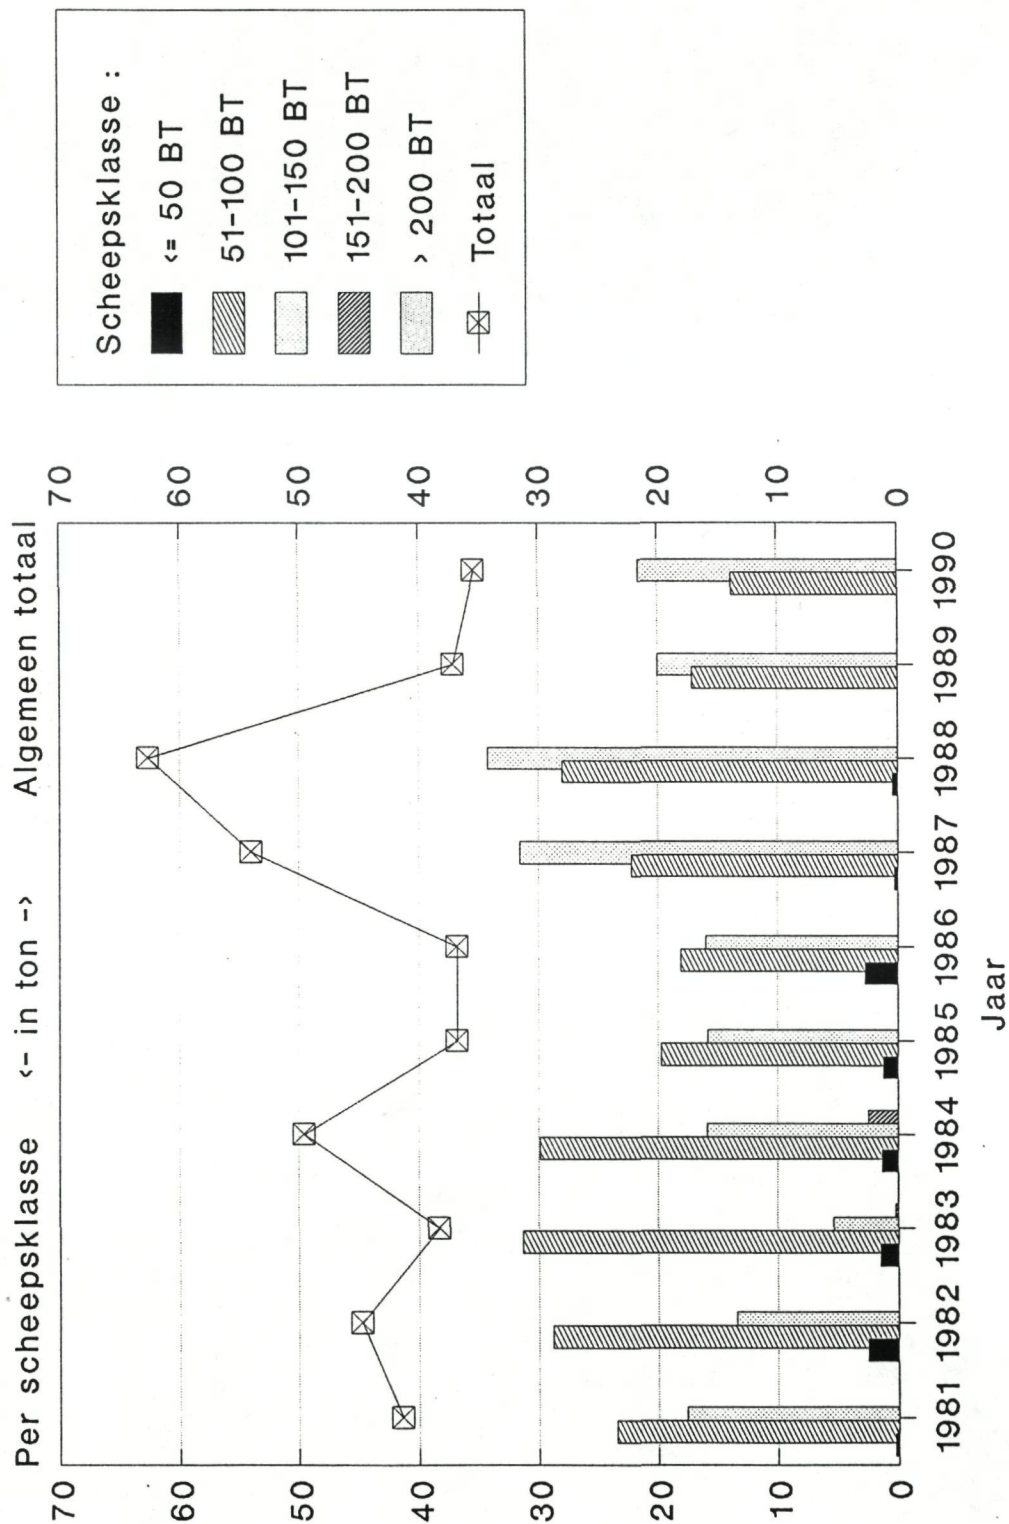 Per scheepsklasse <- in ton -> Algemeen totaal
70
60
50
40
30
20
10
0
70
60
50
40
30
20
10
0
1981 1982 1983 1984 1985 1986 1987 1988 1989 1990
Jaar
Scheepsklasse :
<= 50 BT
51-100 BT
101-150 BT
151-200 BT
> 200 BT
Totaal